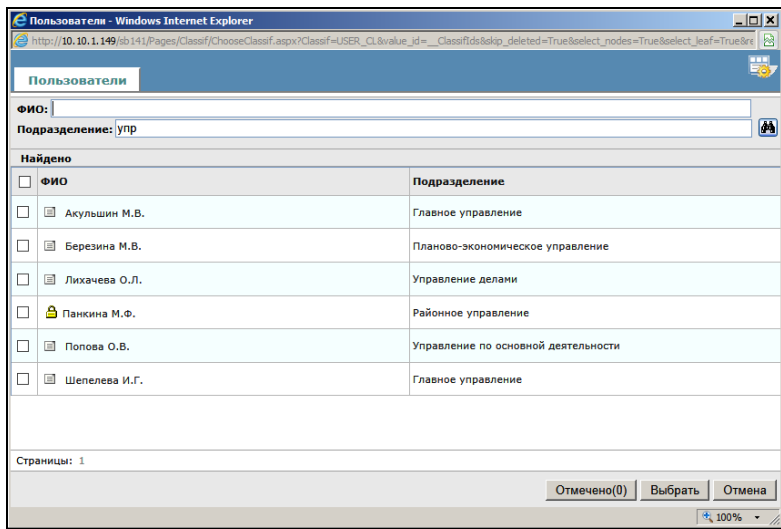 Пользователи - Windows Internet Explorer
http://10.10.1.149/sb141/Pages/Classif/ChooseClassif.aspx?Classif=USER_CL&value_id=__ClassifIds&skip_deleted=True&select_nodes=True&select_leaf=True&re
Пользователи
ФИО:
Подразделение: упр
Найдено
ФИО Подразделение
Акульшин М.В. Главное управление
Березина М.В. Планово-экономическое управление
Лихачева О.Л. Управление делами
Панкина М.Ф. Районное управление
Попова О.В. Управление по основной деятельности
Шепелева И.Г. Главное управление
Страницы: 1
Отмечено(0) Выбрать Отмена
100%